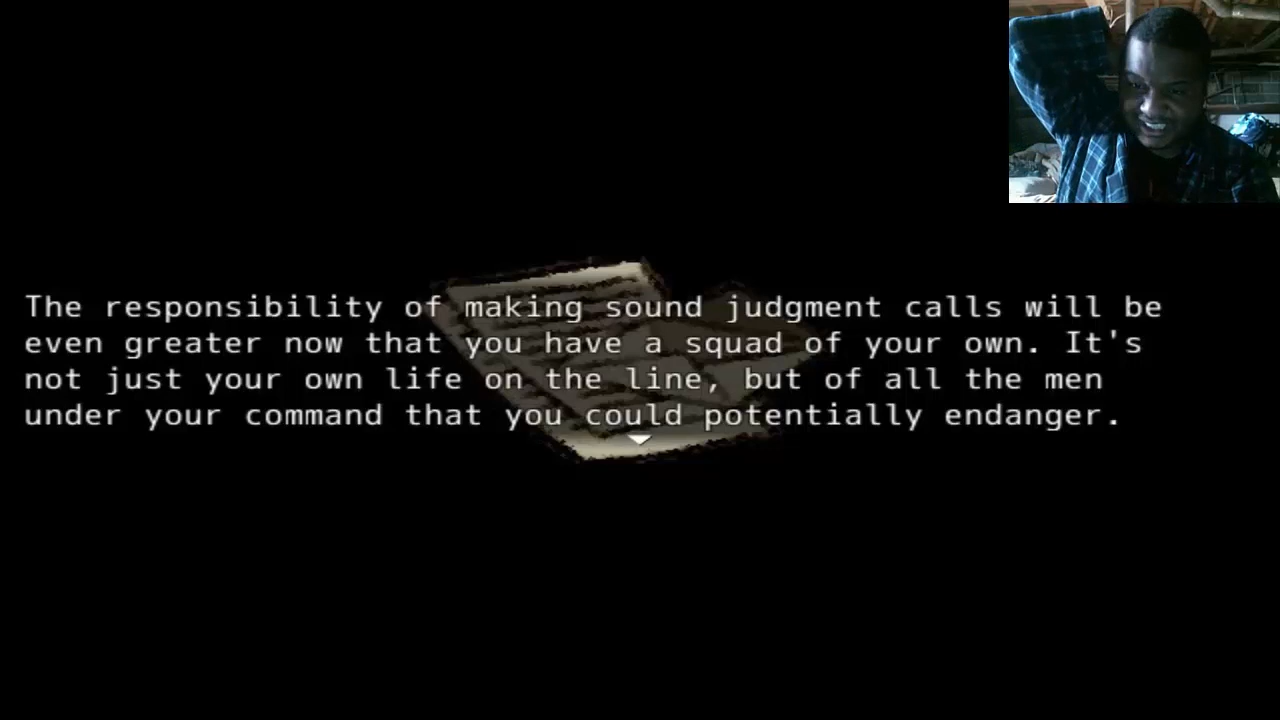 The responsibility of making sound judgment calls will be
even greater now that you have a squad of your own. It's
not just your own life on the line, but of all the men
under your command that you could potentially endanger.